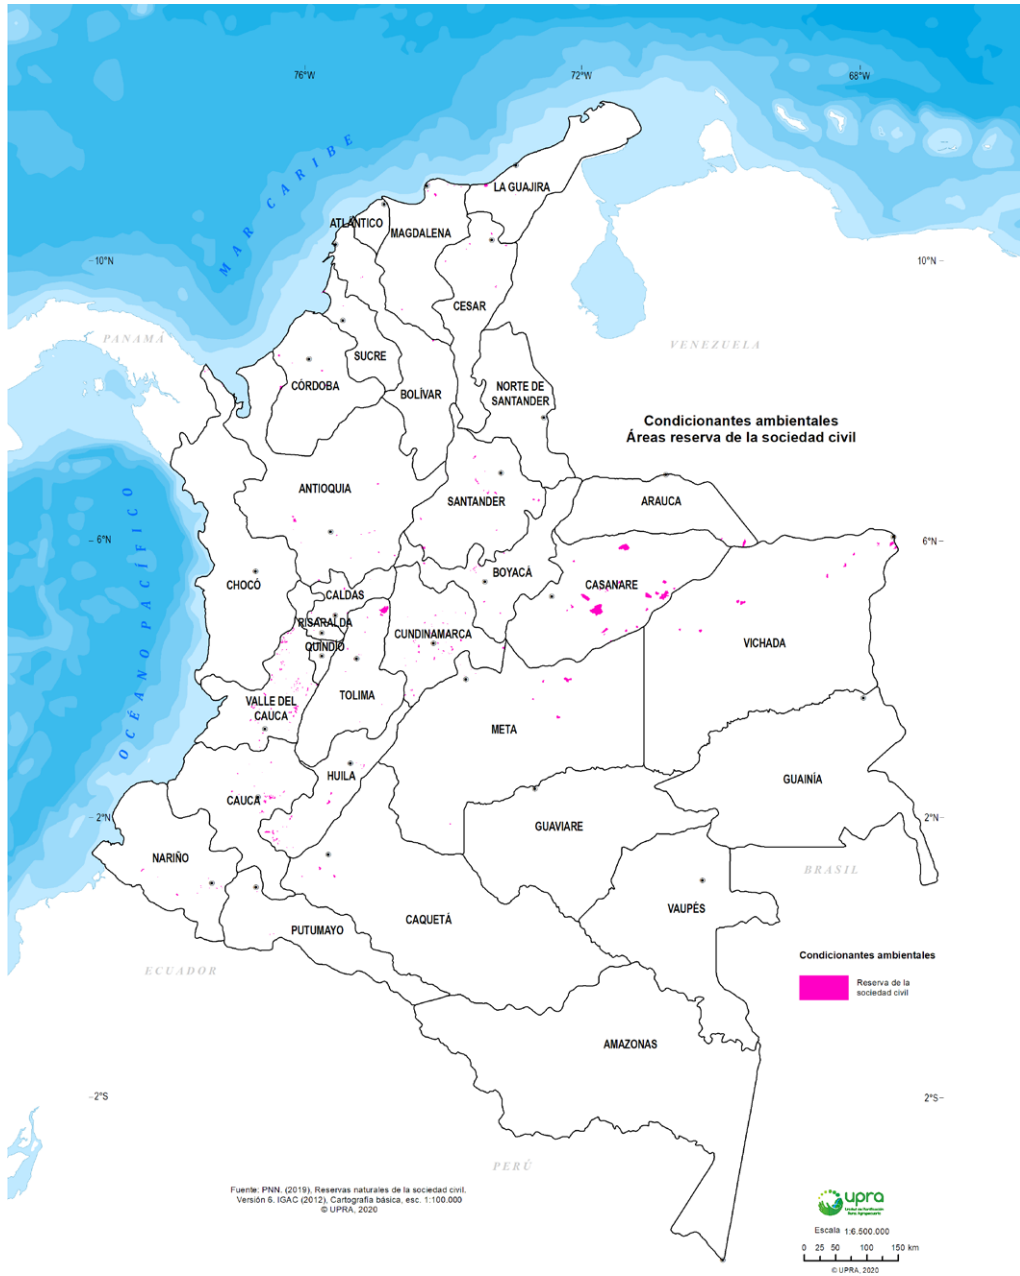 76°W
72°W
68°W
MAR CARIBE
LA GUAJIRA
ATLÁNTICO
MAGDALENA
10°N
10°N
CESAR
PANAMÁ
VENEZUELA
SUCRE
CÓRDOBA
BOLÍVAR
NORTE DE
SANTANDER
Condicionantes ambientales
Áreas reserva de la sociedad civil
ANTIOQUIA
SANTANDER
ARAUCA
OCÉANO PACÍFICO
6°N
6°N
CHOCÓ
BOYACÁ
CASANARE
CALDAS
RISARALDA
CUNDINAMARCA
QUINDÍO
VICHADA
TOLIMA
VALLE DEL
CAUCA
META
HUILA
GUAINÍA
CAUCA
2°N
2°N
GUAVIARE
NARIÑO
BRASIL
VAUPÉS
CAQUETÁ
PUTUMAYO
ECUADOR
Condicionantes ambientales
Reserva de la
sociedad civil
AMAZONAS
2°S
2°S
PERÚ
Fuente: PNN. (2019), Reservas naturales de la sociedad civil.
Versión 6. IGAC (2012), Cartografía básica, esc. 1:100.000
© UPRA, 2020
upra
Unidad de Planificación
Rural Agropecuaria
Escala 1:6.500.000
0 25 50 100 150 km
© UPRA, 2020